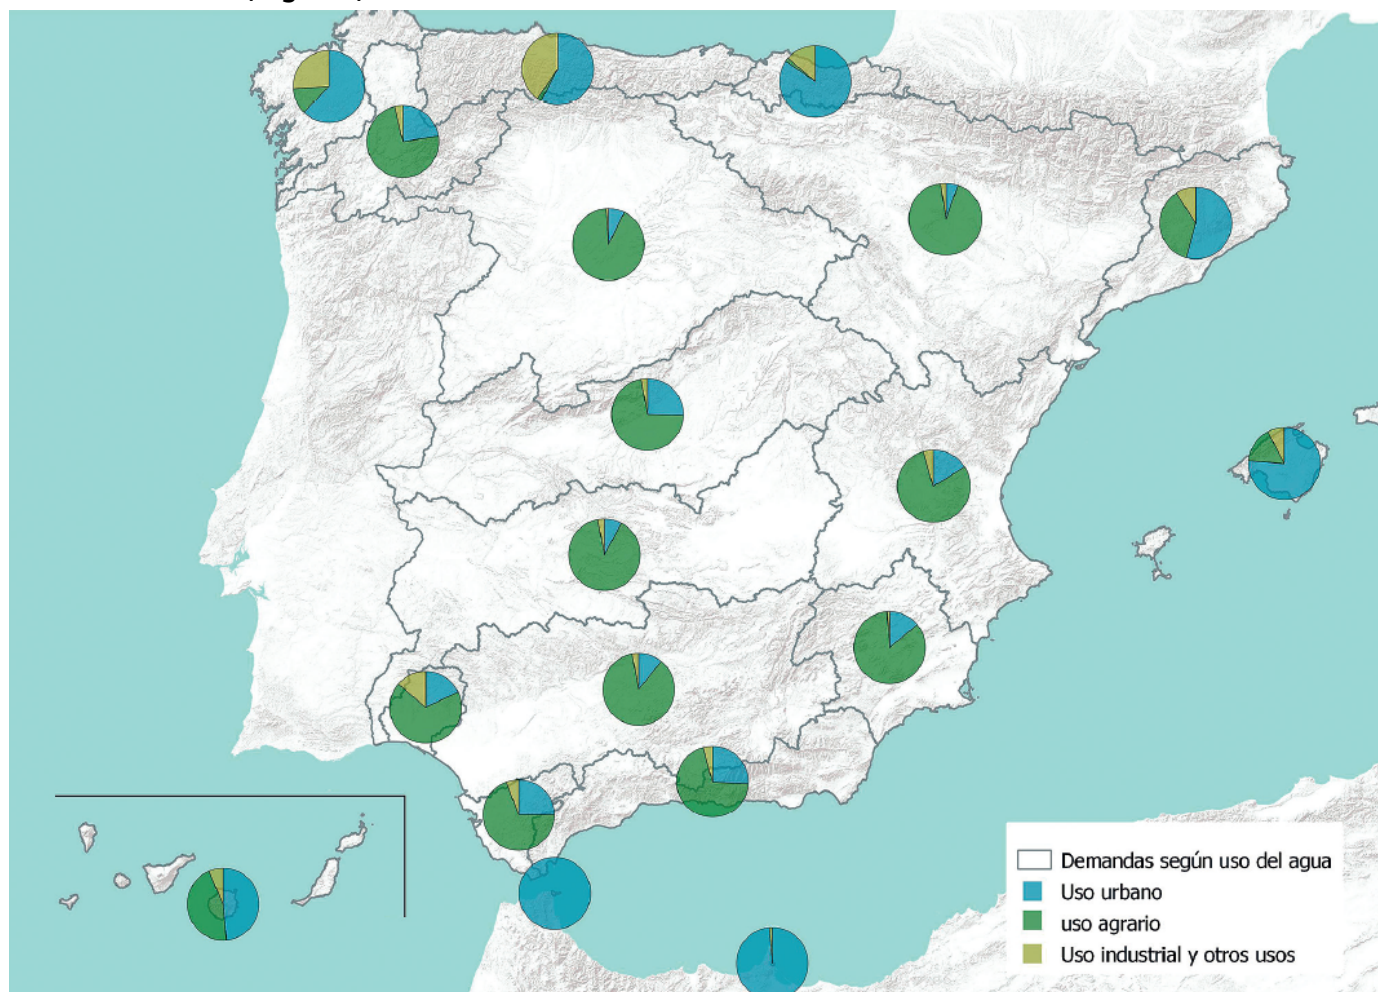 Demandas según uso del agua
Uso urbano
uso agrario
Uso industrial y otros usos